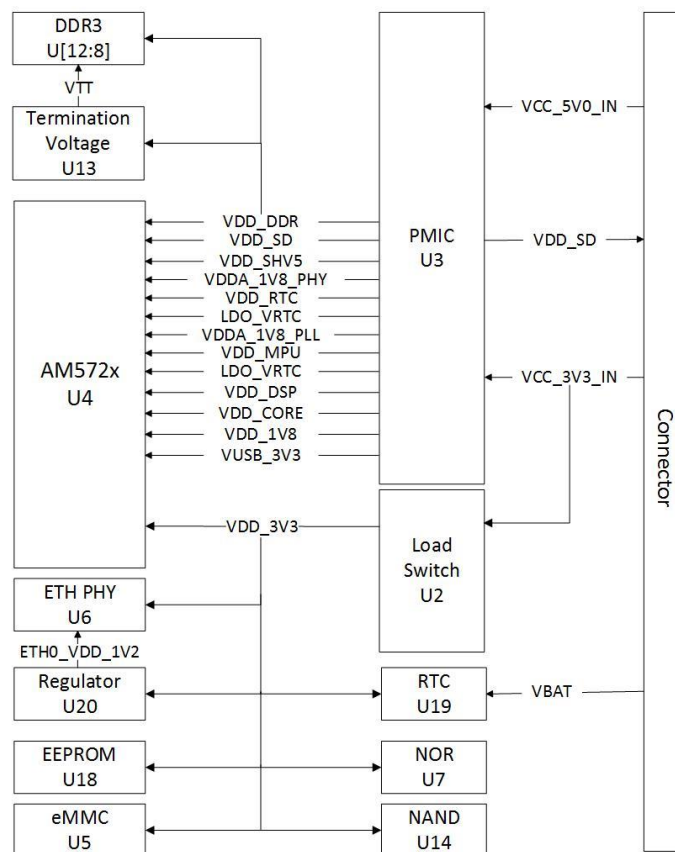 DDR3
U[12:8]
VTT
Termination
Voltage
U13
AM572x
U4
VDD_DDR
VDD_SD
VDD_SHV5
VDDA_1V8_PHY
VDD_RTC
LDO_VRTC
VDDA_1V8_PLL
VDD_MPU
LDO_VRTC
VDD_DSP
VDD_CORE
VDD_1V8
VUSB_3V3
VDD_3V3
PMIC
U3
VCC_5V0_IN
VDD_SD
VCC_3V3_IN
Connector
Load
Switch
U2
ETH PHY
U6
ETH0_VDD_1V2
Regulator
U20
RTC
U19
VBAT
EEPROM
U18
NOR
U7
eMMC
U5
NAND
U14